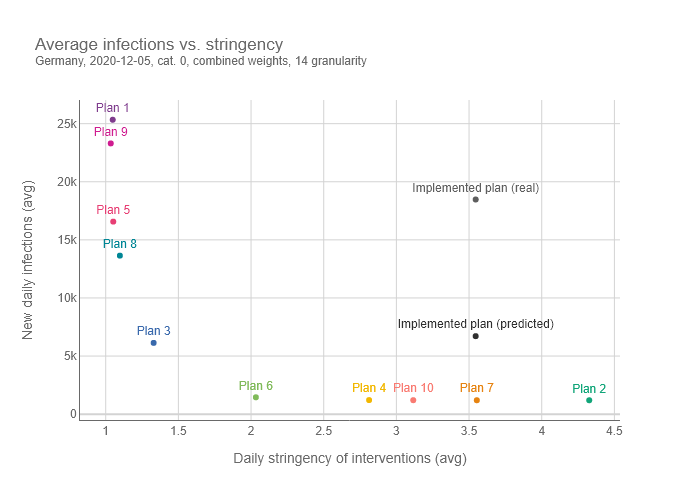 Average infections vs. stringency
Germany, 2020-12-05, cat. 0, combined weights, 14 granularity
New daily infections (avg)
25k
20k
15k
10k
5k
0
Plan 1
Plan 9
Implemented plan (real)
Plan 5
Plan 8
Implemented plan (predicted)
Plan 3
Plan 6
Plan 4
Plan 10
Plan 7
Plan 2
1
1.5
2
2.5
3
3.5
4
4.5
Daily stringency of interventions (avg)